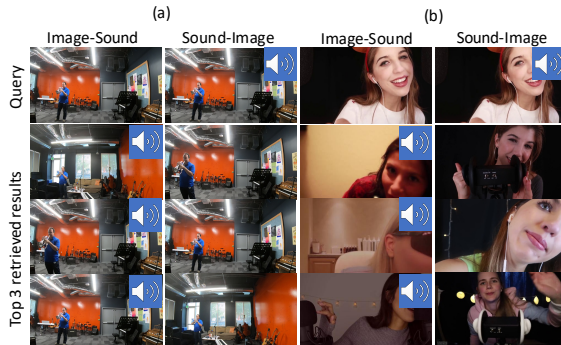 (a)
(b)
Image-Sound Sound-Image Image-Sound Sound-Image
Query
Top 3 retrieved results